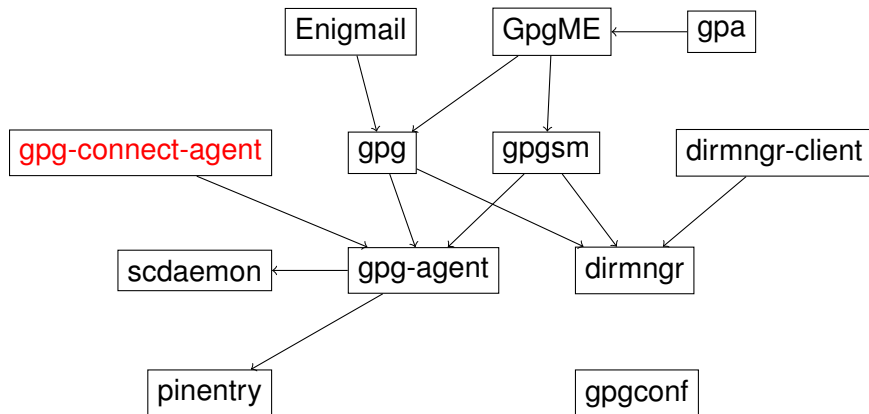 Enigmail
GpgME
gpa
gpg-connect-agent
gpg
gpgsm
dirmngr-client
scdaemon
gpg-agent
dirmngr
pinentry
gpgconf